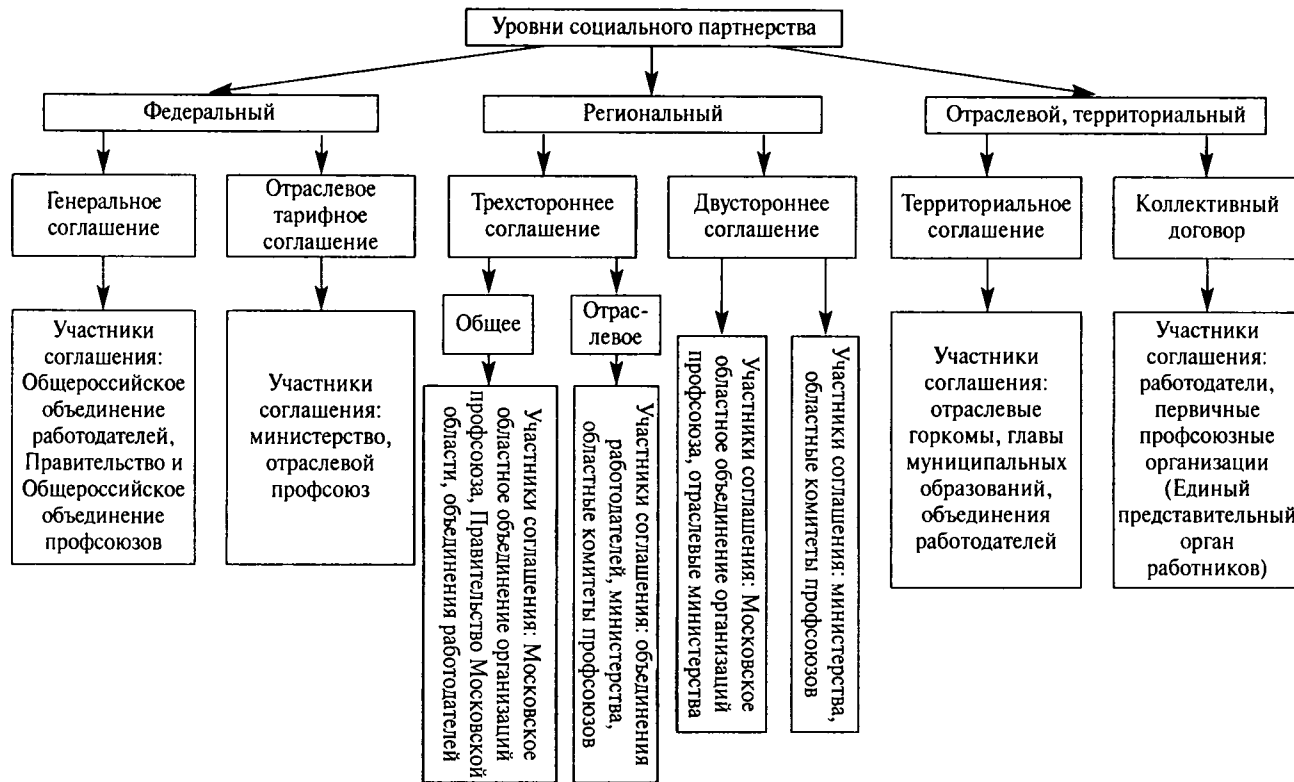 Уровни социального партнерства
Федеральный
Региональный
Отраслевой, территориальный
Генеральное
соглашение
Отраслевое
тарифное
соглашение
Трехстороннее
соглашение
Двустороннее
соглашение
Территориальное
соглашение
Коллективный
договор
Общее
Отрас-
левое
Участники
соглашения:
Общероссийское
объединение
работодателей,
Правительство и
Общероссийское
объединение
профсоюзов
Участники
соглашения:
министерство,
отраслевой
профсоюз
Участники соглашения: Московское
областное объединение организаций
профсоюза, Правительство Московской
области, объединения работодателей
Участники соглашения: объединения
работодателей, министерства,
областные комитеты профсоюзов
Участники соглашения: Московское
областное объединение организаций
профсоюза, отраслевые министерства
Участники соглашения: министерства,
областные комитеты профсоюзов
Участники
соглашения:
отраслевые
горкомы, главы
муниципальных
образований,
объединения
работодателей
Участники
соглашения:
работодатели,
первичные
профсоюзные
организации
(Единый
представительный
орган
работников)